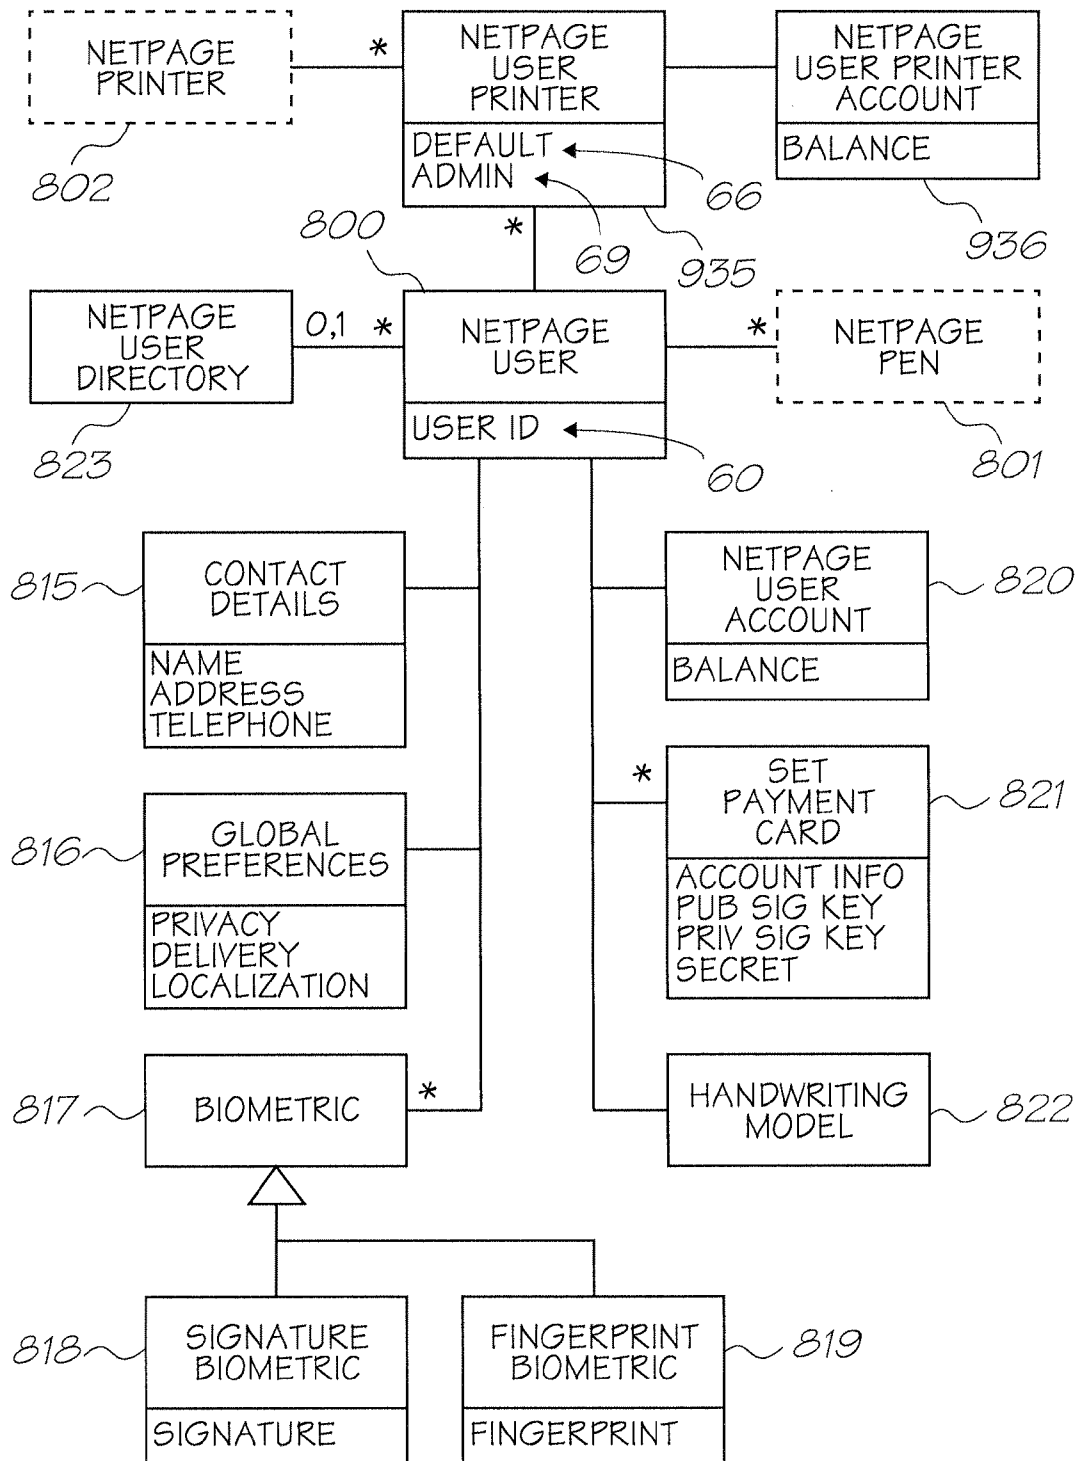 NETPAGE
PRINTER
*
NETPAGE
USER
PRINTER
NETPAGE
USER PRINTER
ACCOUNT
DEFAULT
ADMIN
BALANCE
802
66
69
935
936
*
800
NETPAGE
USER
DIRECTORY
0,1
*
NETPAGE
USER
*
NETPAGE
PEN
USER ID
823
60
801
815
CONTACT
DETAILS
NAME
ADDRESS
TELEPHONE
NETPAGE
USER
ACCOUNT
820
BALANCE
816
GLOBAL
PREFERENCES
PRIVACY
DELIVERY
LOCALIZATION
*
SET
PAYMENT
CARD
821
ACCOUNT INFO
PUB SIG KEY
PRIV SIG KEY
SECRET
817
BIOMETRIC
*
HANDWRITING
MODEL
822
818
SIGNATURE
BIOMETRIC
SIGNATURE
FINGERPRINT
BIOMETRIC
819
FINGERPRINT